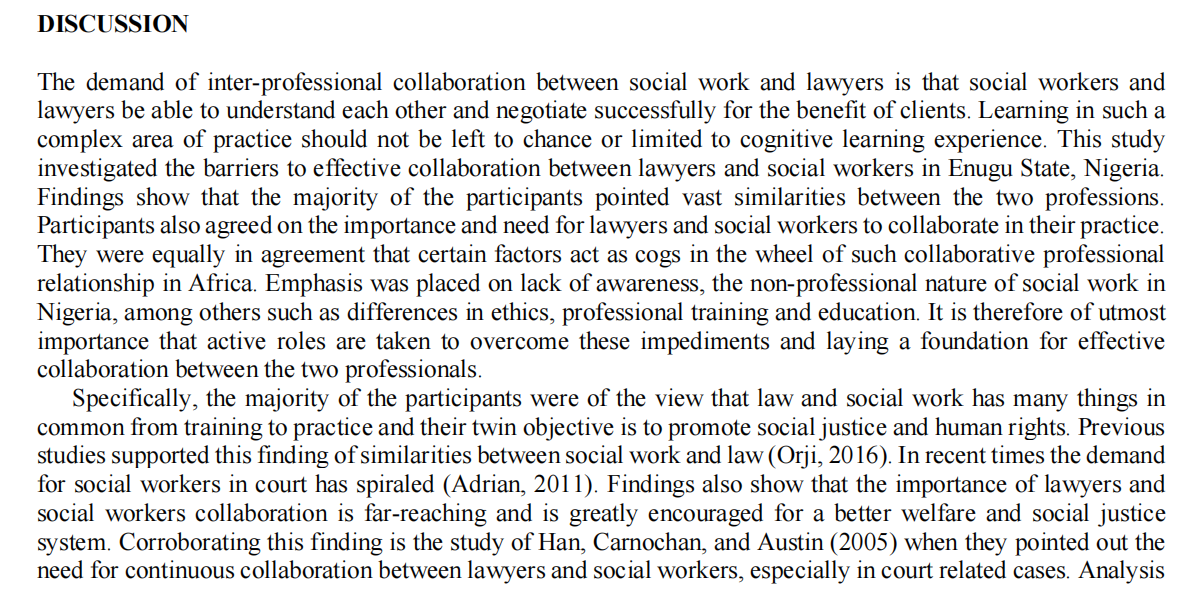 DISCUSSION
The demand of inter-professional collaboration between social work and lawyers is that social workers and
lawyers be able to understand each other and negotiate successfully for the benefit of clients. Learning in such a
complex area of practice should not be left to chance or limited to cognitive learning experience. This study
investigated the barriers to effective collaboration between lawyers and social workers in Enugu State, Nigeria.
Findings show that the majority of the participants pointed vast similarities between the two professions.
Participants also agreed on the importance and need for lawyers and social workers to collaborate in their practice.
They were equally in agreement that certain factors act as cogs in the wheel of such collaborative professional
relationship in Africa. Emphasis was placed on lack of awareness, the non-professional nature of social work in
Nigeria, among others such as differences in ethics, professional training and education. It is therefore of utmost
importance that active roles are taken to overcome these impediments and laying a foundation for effective
collaboration between the two professionals.
Specifically, the majority of the participants were of the view that law and social work has many things in
common from training to practice and their twin objective is to promote social justice and human rights. Previous
studies supported this finding of similarities between social work and law (Orji, 2016). In recent times the demand
for social workers in court has spiraled (Adrian, 2011). Findings also show that the importance of lawyers and
social workers collaboration is far-reaching and is greatly encouraged for a better welfare and social justice
system. Corroborating this finding is the study of Han, Carnochan, and Austin (2005) when they pointed out the
need for continuous collaboration between lawyers and social workers, especially in court related cases. Analysis